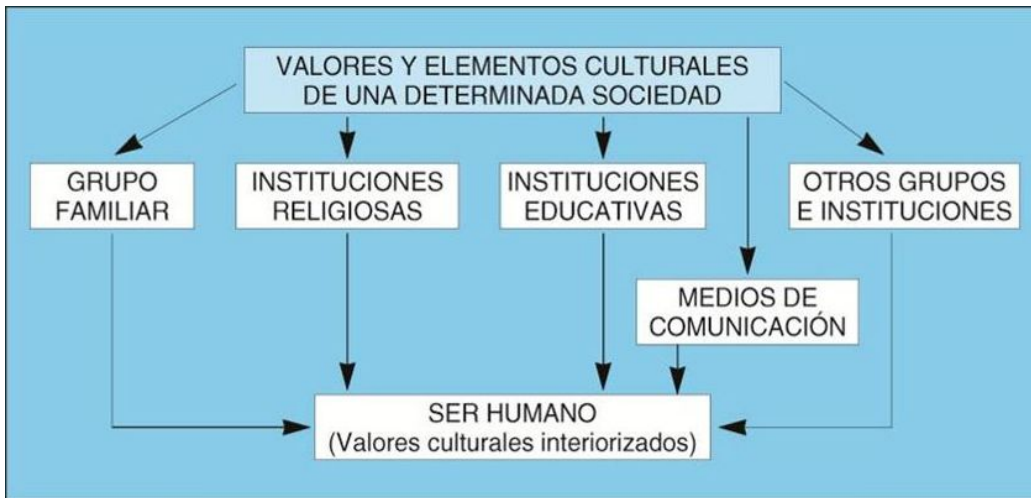 VALORES Y ELEMENTOS CULTURALES
DE UNA DETERMINADA SOCIEDAD
GRUPO
FAMILIAR
INSTITUCIONES
RELIGIOSAS
INSTITUCIONES
EDUCATIVAS
OTROS GRUPOS
E INSTITUCIONES
MEDIOS DE
COMUNICACIÓN
SER HUMANO
(Valores culturales interiorizados)